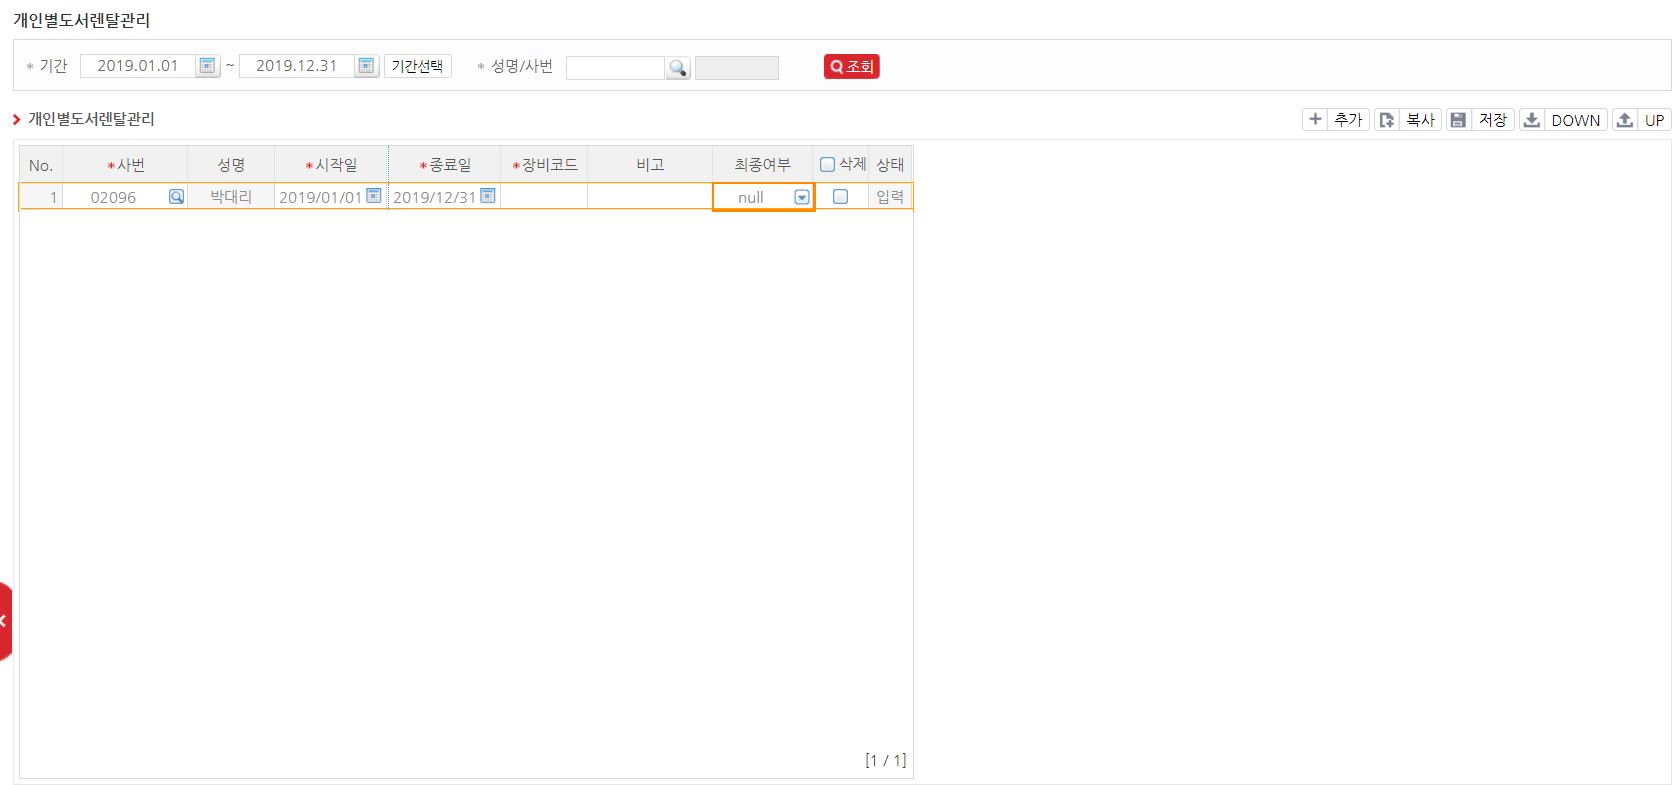 개인별도서렌탈관리
* 기간 2019.01.01 ~ 2019.12.31 기간선택 * 성명/사번 조회
개인별도서렌탈관리 추가 복사 저장 DOWN UP
No. *사번 성명 *시작일 *종료일 *장비코드 비고 최종여부 삭제 상태
1 02096 박대리 2019/01/01 2019/12/31 null 입력
[1 / 1]